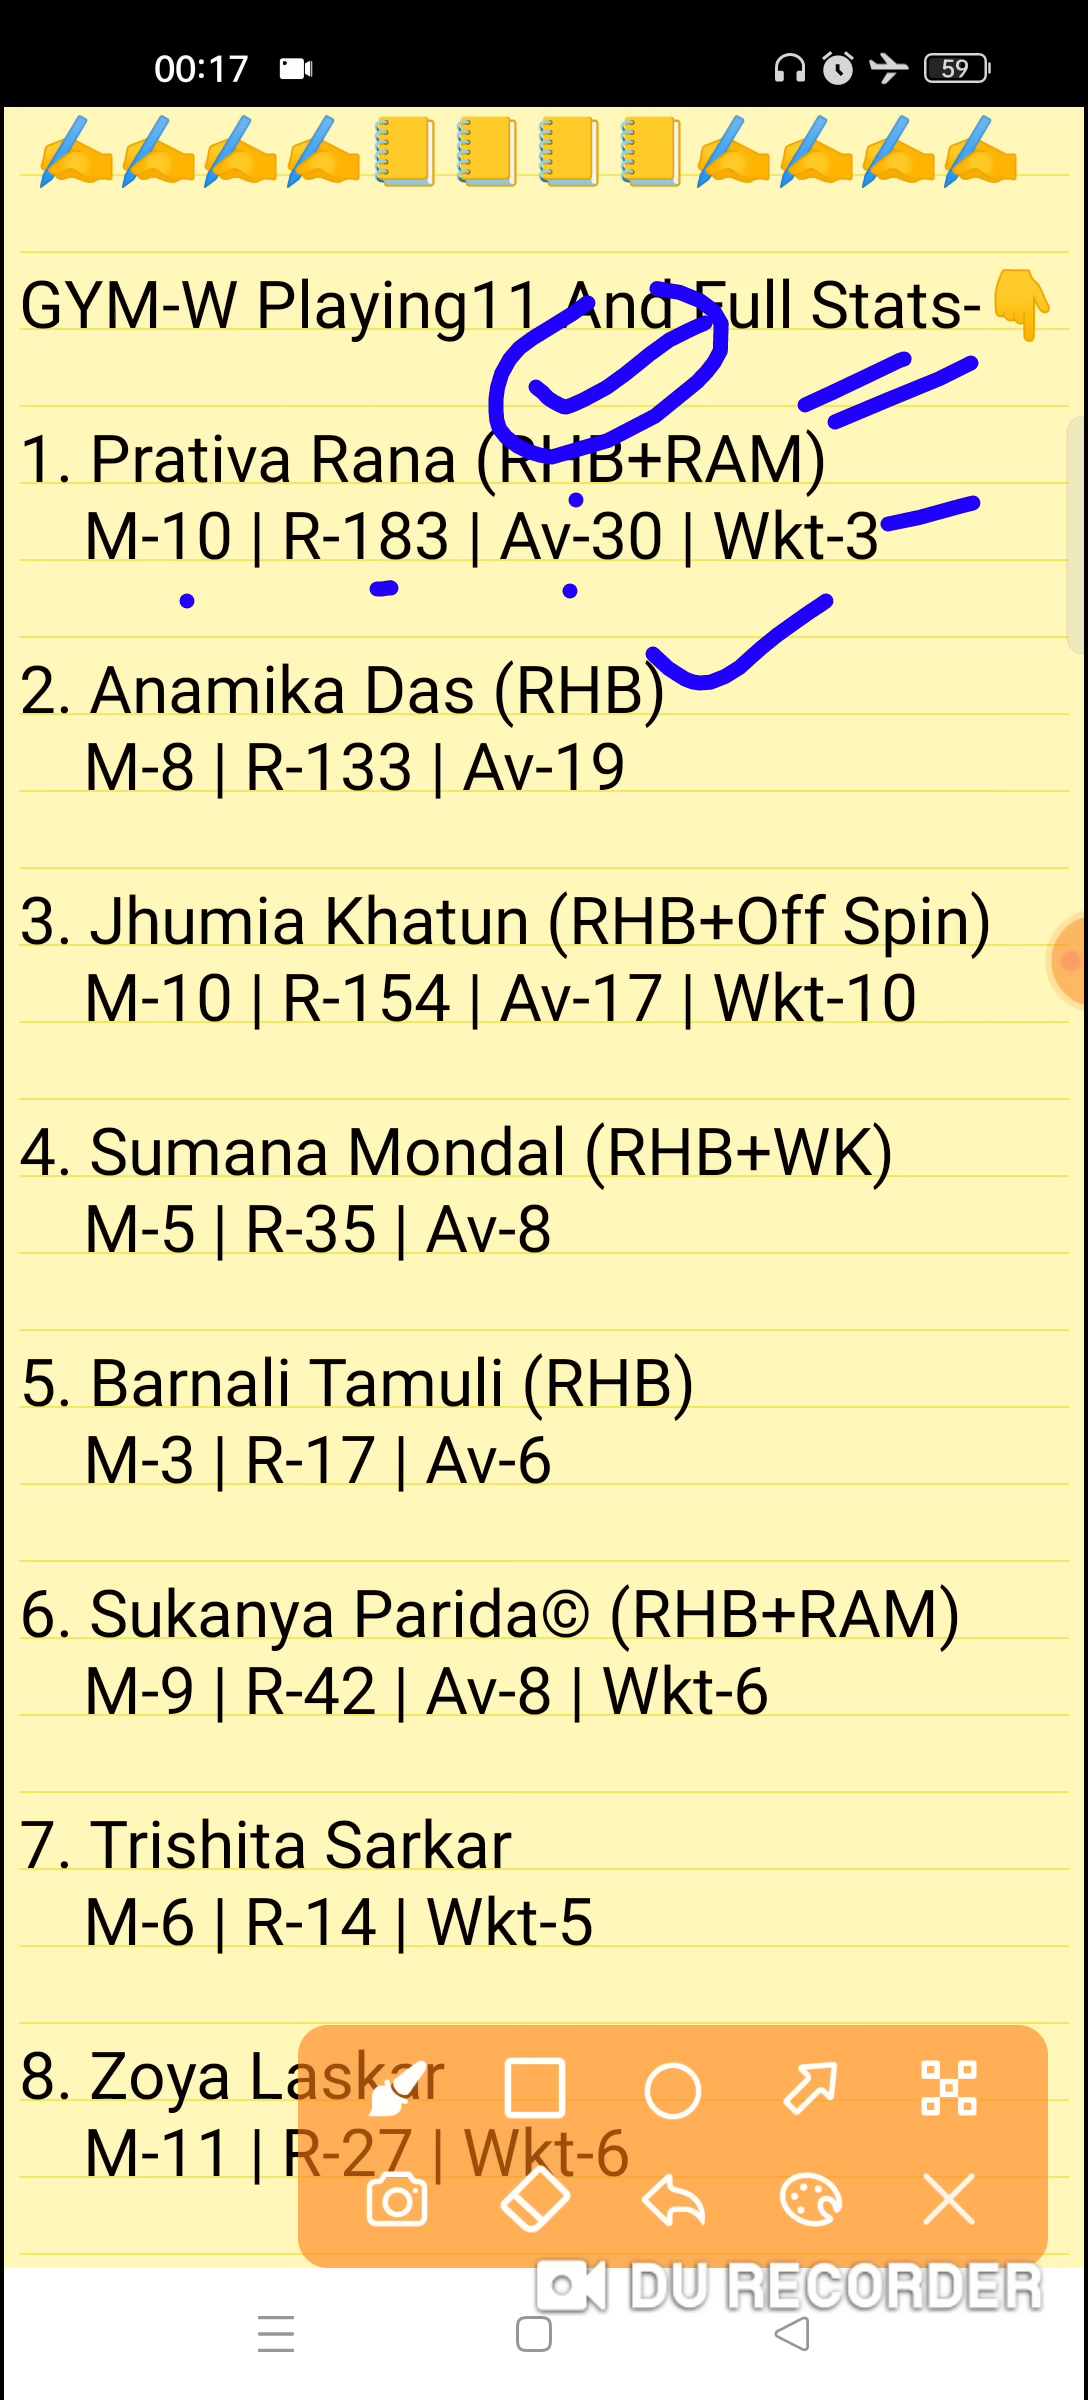 00:17
59
GYM-W Playing11 And Full Stats-
1. Prativa Rana (RHB+RAM)
M-10 | R-183 | Av-30 | Wkt-3
2. Anamika Das (RHB)
M-8 | R-133 | Av-19
3. Jhumia Khatun (RHB+Off Spin)
M-10 | R-154 | Av-17 | Wkt-10
4. Sumana Mondal (RHB+WK)
M-5 | R-35 | Av-8
5. Barnali Tamuli (RHB)
M-3 | R-17 | Av-6
6. Sukanya Parida© (RHB+RAM)
M-9 | R-42 | Av-8 | Wkt-6
7. Trishita Sarkar
M-6 | R-14 | Wkt-5
8. Zoya Laskar
M-11 | R-27 | Wkt-6
DU RECORDER